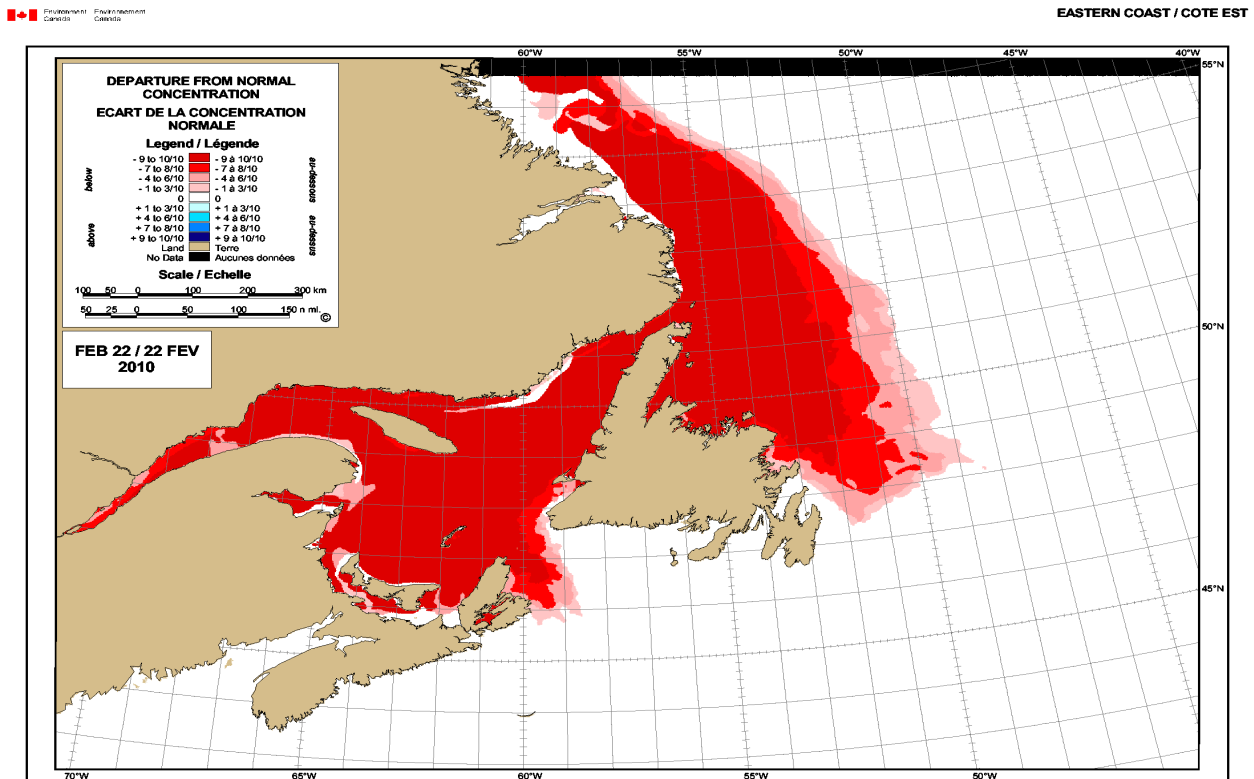 Environment Environnement
Canada Canada
EASTERN COAST / COTE EST
60°W 55°W 50°W 45°W 40°W
55°N
DEPARTURE FROM NORMAL
CONCENTRATION
ECART DE LA CONCENTRATION
NORMALE
Legend / Légende
- 9 to 10/10 - 9 à 10/10
- 7 to 8/10 - 7 à 8/10
- 4 to 6/10 - 4 à 6/10
- 1 to 3/10 - 1 à 3/10
0 0
+ 1 to 3/10 + 1 à 3/10
+ 4 to 6/10 + 4 à 6/10
+ 7 to 8/10 + 7 à 8/10
+ 9 to 10/10 + 9 à 10/10
Land Terre
No Data Aucunes données
below
above
au-dessous
au-dessus
Scale / Echelle
100 50 0 100 200 300 km
50 25 0 50 100 150 n mi.
©
FEB 22 / 22 FEV
2010
50°N
45°N
70°W 65°W 60°W 55°W 50°W